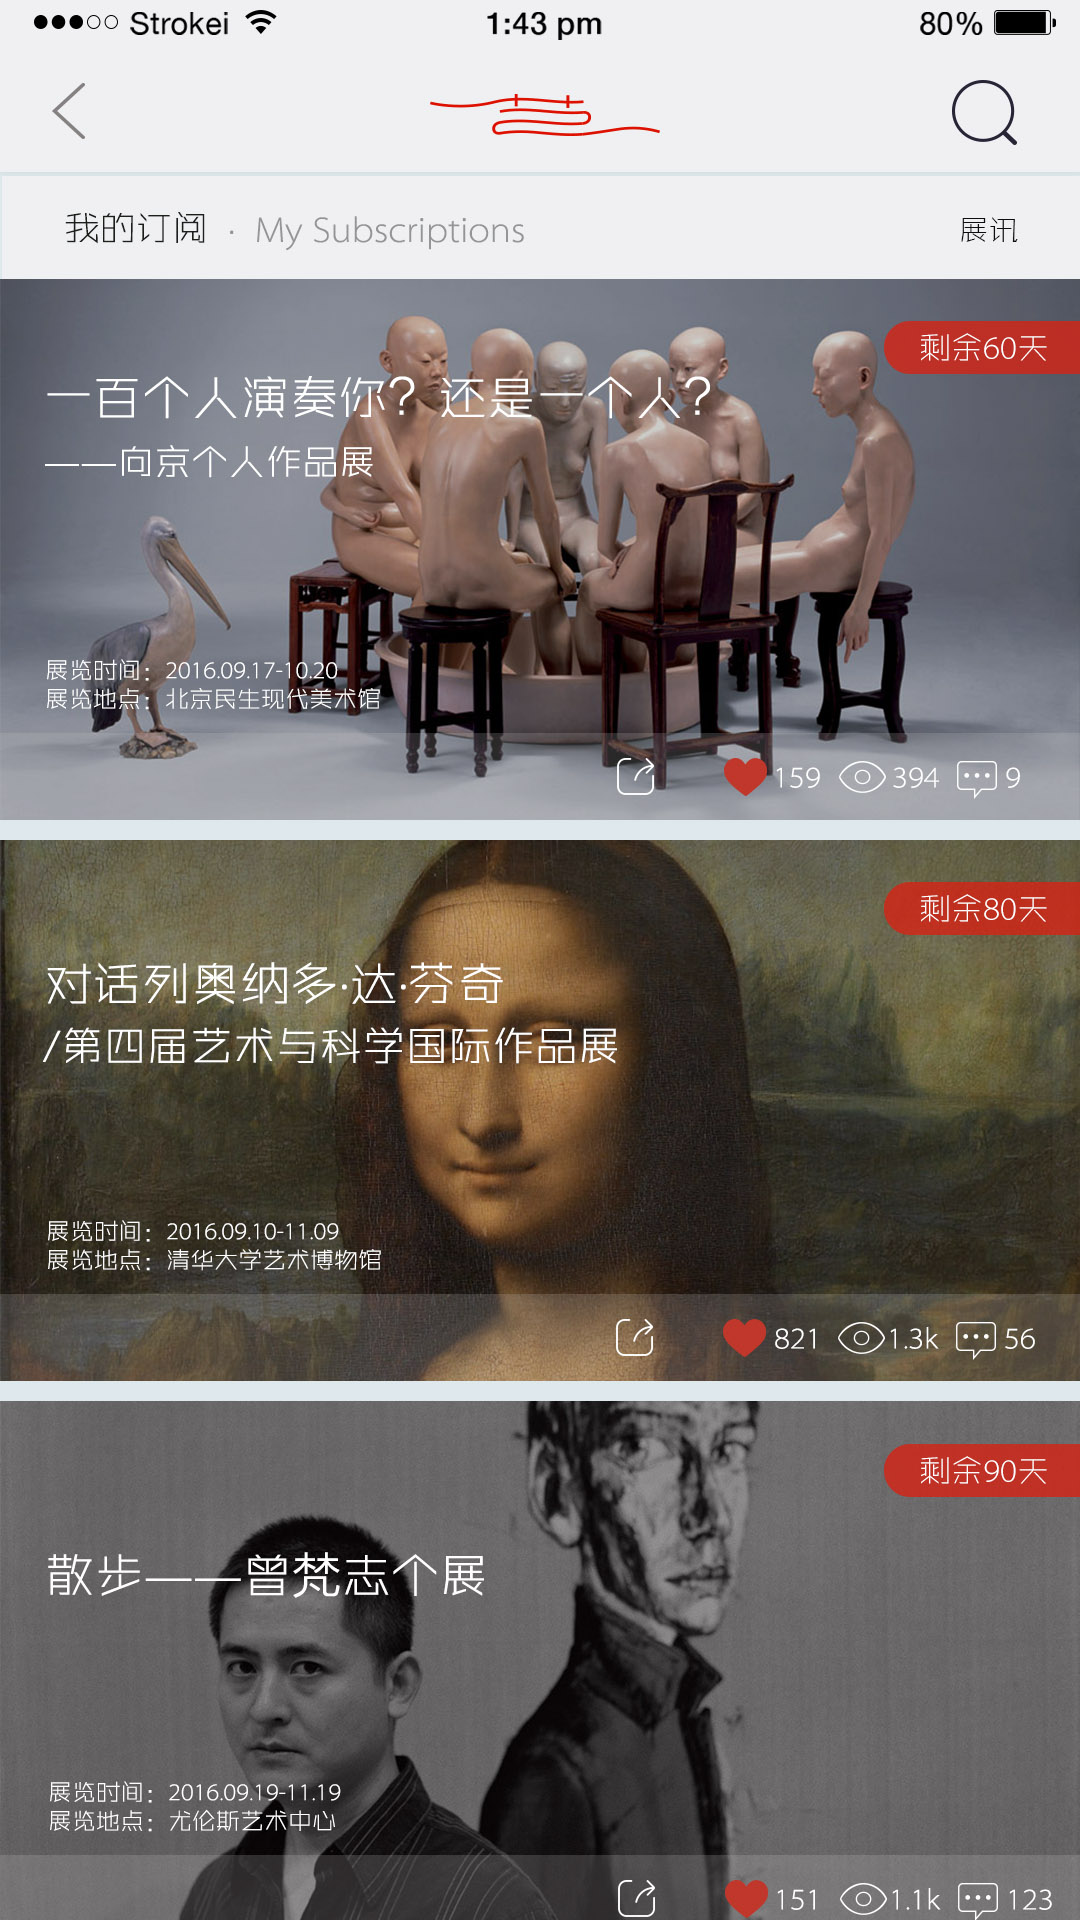 Strokei 1:43 pm 80%
我的订阅 · My Subscriptions 展讯
剩余60天
一百个人演奏你？还是一个人？
——向京个人作品展
展览时间：2016.09.17-10.20
展览地点：北京民生现代美术馆
159 394 9
剩余80天
对话列奥纳多·达·芬奇
/第四届艺术与科学国际作品展
展览时间：2016.09.10-11.09
展览地点：清华大学艺术博物馆
821 1.3k 56
剩余90天
散步——曾梵志个展
展览时间：2016.09.19-11.19
展览地点：尤伦斯艺术中心
151 1.1k 123